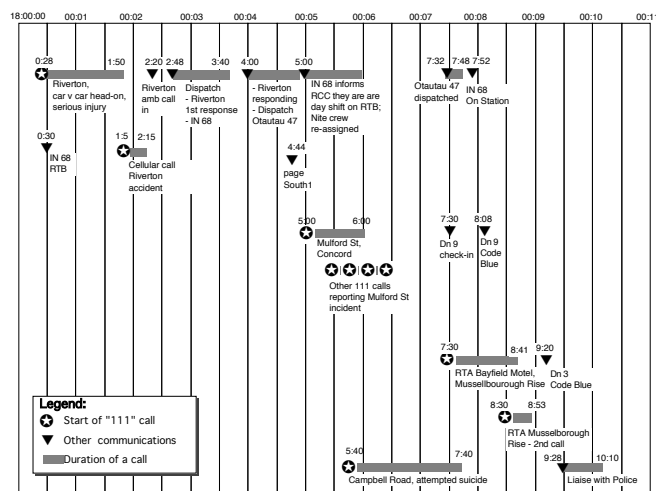 18:00:00 00:01 00:02 00:03 00:04 00:05 00:06 00:07 00:08 00:09 00:10 00:11
0:28 1:50
Riverton,
car v car head-on,
serious injury
2:20
Riverton
amb call
in
2:48 3:40
Dispatch
- Riverton
1st response
- IN 68
4:00
- Riverton
responding
- Dispatch
Otautau 47
5:00
IN 68 informs
RCC they are are
day shift on RTB;
Nite crew
re-assigned
7:32 7:48
Otautau 47
dispatched
7:52
IN 68
On Station
0:30
IN 68
RTB
1:5 2:15
Cellular call
Riverton
accident
4:44
page
South1
5:00 6:00
Mulford St,
Concord
Other 111 calls
reporting Mulford St
incident
7:30
Dn 9
check-in
8:08
Dn 9
Code
Blue
7:30 8:41
RTA Bayfield Motel,
Mussellbourough Rise
9:20
Dn 3
Code Blue
8:30 8:53
RTA Musselborough
Rise - 2nd call
5:40 7:40
Campbell Road, attempted suicide
9:28 10:10
Liaise with Police
Legend:
Start of "111" call
Other communications
Duration of a call